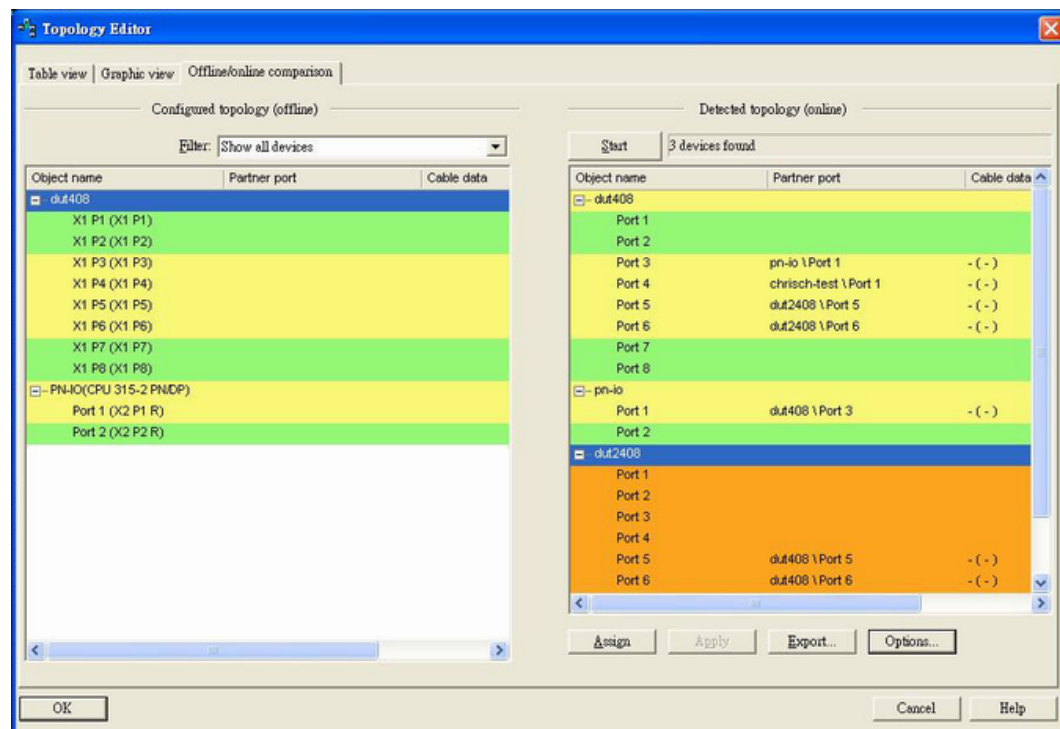 Topology Editor
Table view Graphic view Offline/online comparison
Configured topology (offline)
Filter: Show all devices
Object name Partner port Cable data
dut408
X1 P1 (X1 P1)
X1 P2 (X1 P2)
X1 P3 (X1 P3)
X1 P4 (X1 P4)
X1 P5 (X1 P5)
X1 P6 (X1 P6)
X1 P7 (X1 P7)
X1 P8 (X1 P8)
PN-IO(CPU 315-2 PN/DP)
Port 1 (X2 P1 R)
Port 2 (X2 P2 R)
Detected topology (online)
Start 3 devices found
Object name Partner port Cable data
dut408
Port 1
Port 2
Port 3 pn-io \ Port 1 - ( - )
Port 4 chrisch-test \ Port 1 - ( - )
Port 5 dut2408 \ Port 5 - ( - )
Port 6 dut2408 \ Port 6 - ( - )
Port 7
Port 8
pn-io
Port 1 dut408 \ Port 3 - ( - )
Port 2
dut2408
Port 1
Port 2
Port 3
Port 4
Port 5 dut408 \ Port 5 - ( - )
Port 6 dut408 \ Port 6 - ( - )
Assign Apply Export... Options...
OK Cancel Help